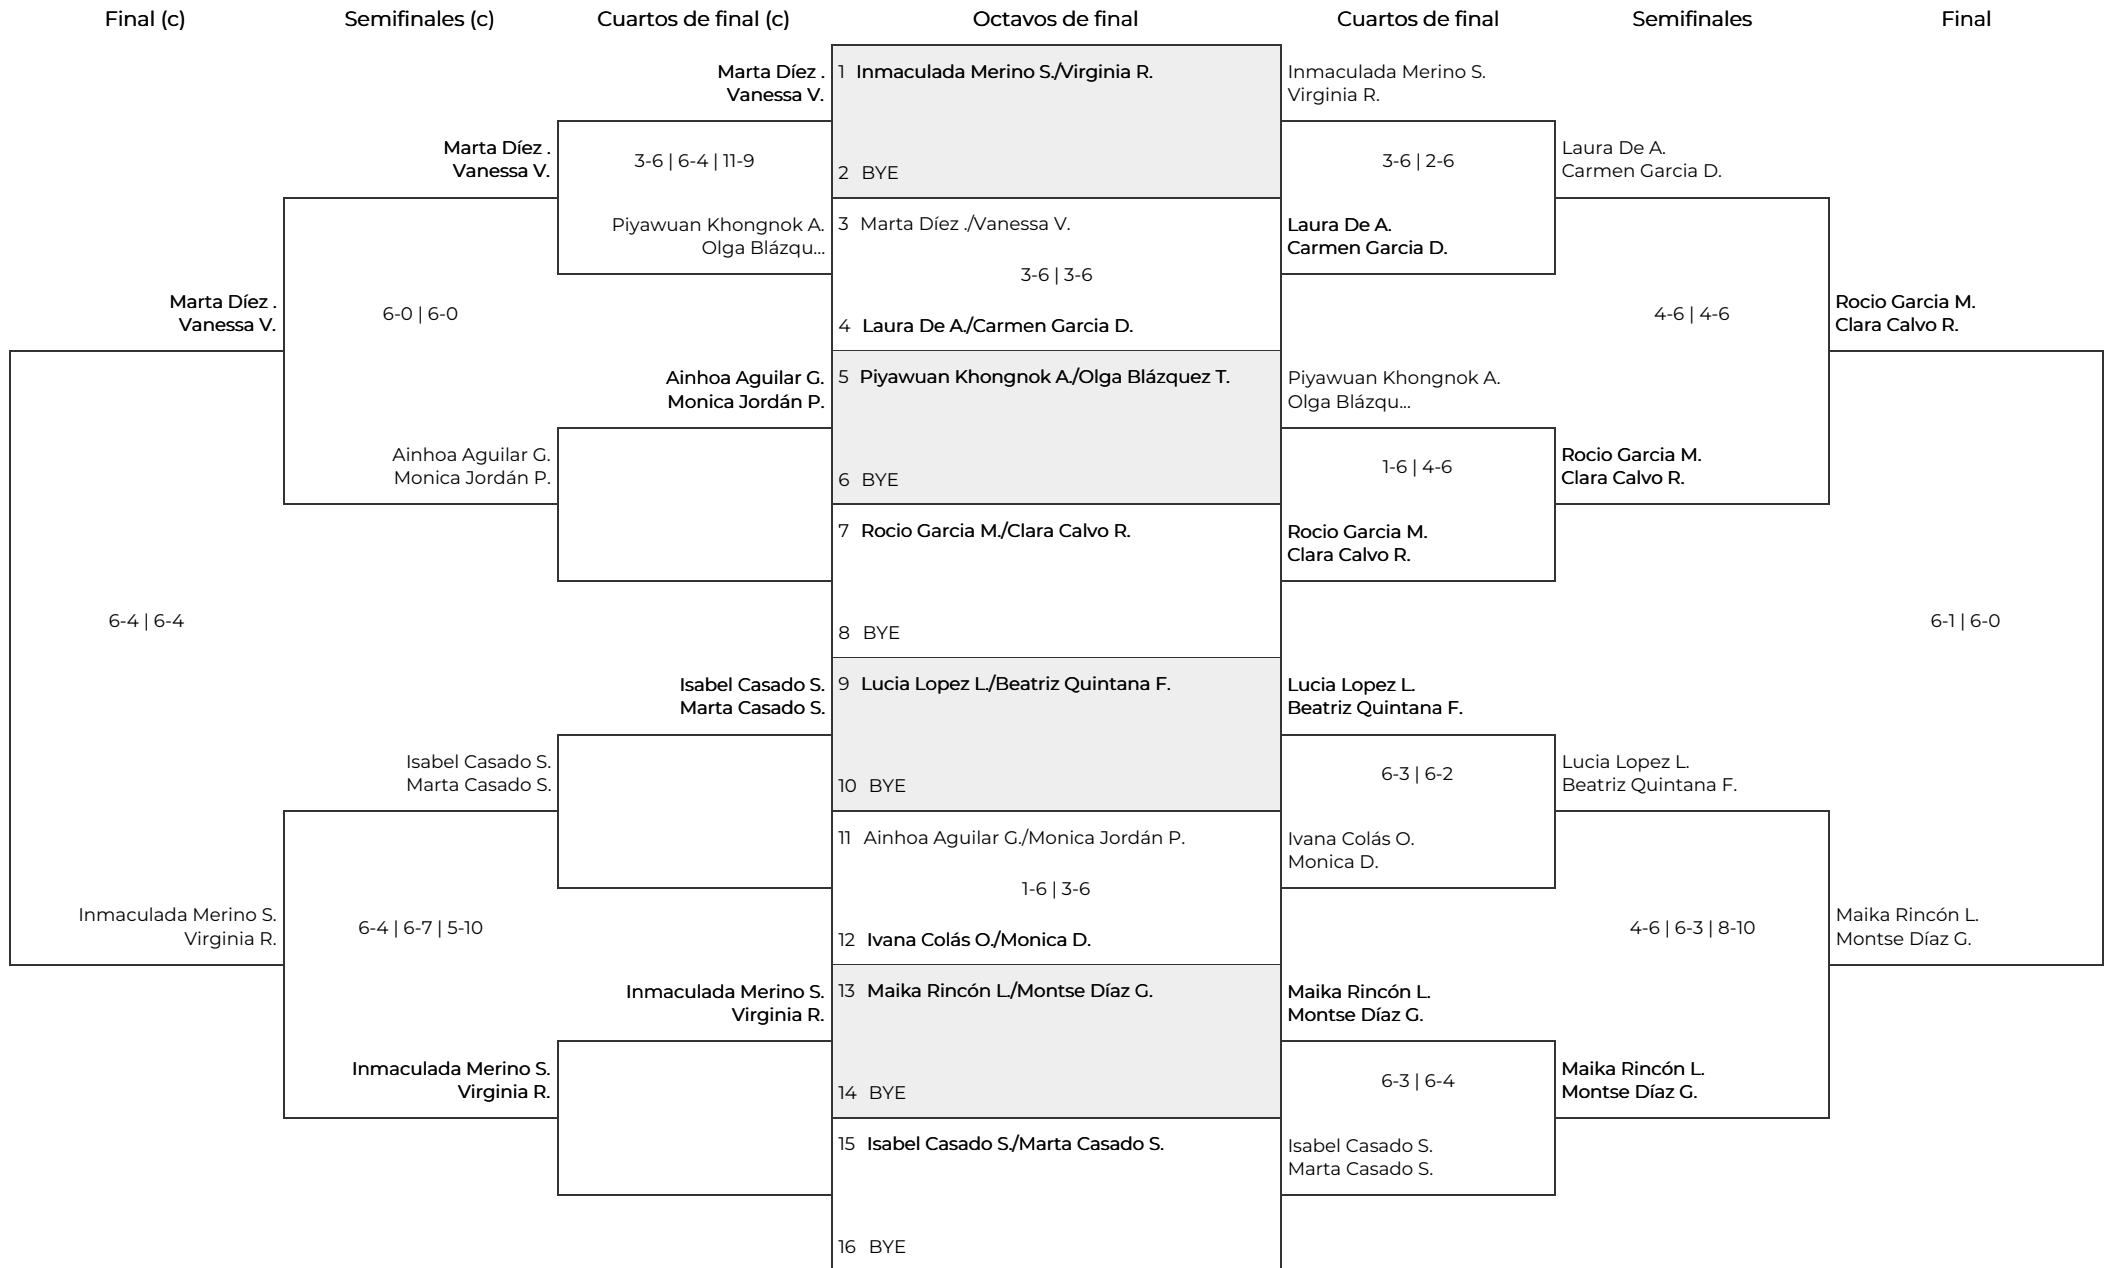 Final (c) Semifinales (c) Cuartos de final (c) Octavos de final Cuartos de final Semifinales Final
Marta Díez . 1 Inmaculada Merino S./Virginia R. Inmaculada Merino S.
Vanessa V. Virginia R.
Marta Díez . 3-6 | 6-4 | 11-9 3-6 | 2-6 Laura De A.
Vanessa V. 2 BYE Carmen Garcia D.
Piyawuan Khongnok A. 3 Marta Díez ./Vanessa V. Laura De A.
Olga Blázqu... Carmen Garcia D.
3-6 | 3-6
Marta Díez . 6-0 | 6-0 4-6 | 4-6 Rocio Garcia M.
Vanessa V. 4 Laura De A./Carmen Garcia D. Clara Calvo R.
Ainhoa Aguilar G. 5 Piyawuan Khongnok A./Olga Blázquez T. Piyawuan Khongnok A.
Monica Jordán P. Olga Blázqu...
Ainhoa Aguilar G. 1-6 | 4-6 Rocio Garcia M.
Monica Jordán P. 6 BYE Clara Calvo R.
7 Rocio Garcia M./Clara Calvo R. Rocio Garcia M.
Clara Calvo R.
6-4 | 6-4 8 BYE 6-1 | 6-0
Isabel Casado S. 9 Lucia Lopez L./Beatriz Quintana F. Lucia Lopez L.
Marta Casado S. Beatriz Quintana F.
Isabel Casado S. 6-3 | 6-2 Lucia Lopez L.
Marta Casado S. 10 BYE Beatriz Quintana F.
11 Ainhoa Aguilar G./Monica Jordán P. Ivana Colás O.
Monica D.
1-6 | 3-6
Inmaculada Merino S. 6-4 | 6-7 | 5-10 4-6 | 6-3 | 8-10 Maika Rincón L.
Virginia R. 12 Ivana Colás O./Monica D. Montse Díaz G.
Inmaculada Merino S. 13 Maika Rincón L./Montse Díaz G. Maika Rincón L.
Virginia R. Montse Díaz G.
Inmaculada Merino S. 6-3 | 6-4 Maika Rincón L.
Virginia R. 14 BYE Montse Díaz G.
15 Isabel Casado S./Marta Casado S. Isabel Casado S.
Marta Casado S.
16 BYE